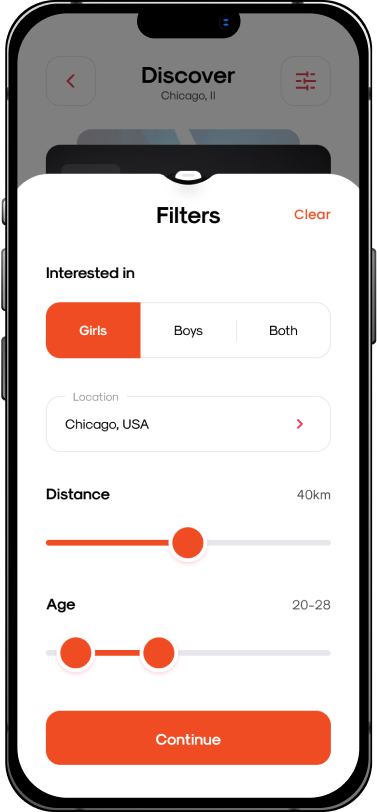 Discover
Chicago, Il
Filters
Clear
Interested in
Girls
Boys
Both
Location
Chicago, USA
Distance
40km
Age
20-28
Continue